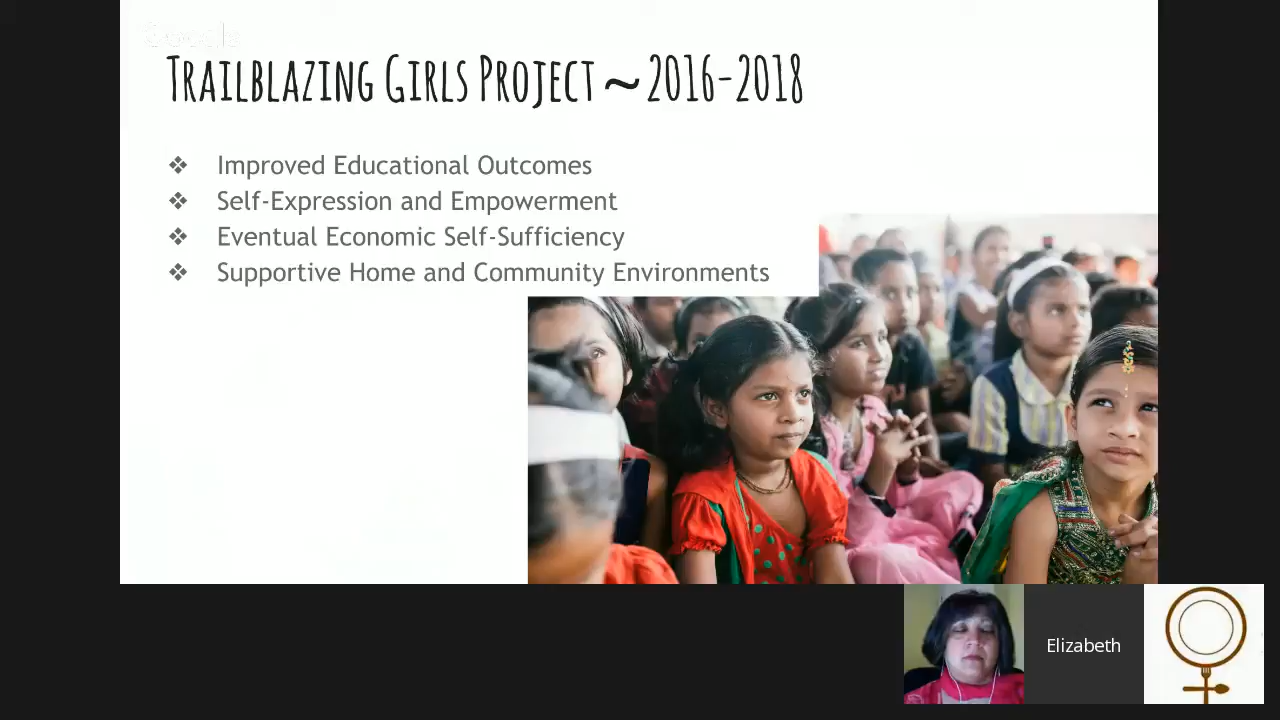 Google
Trailblazing Girls Project ~ 2016-2018
❖ Improved Educational Outcomes
❖ Self-Expression and Empowerment
❖ Eventual Economic Self-Sufficiency
❖ Supportive Home and Community Environments
Elizabeth